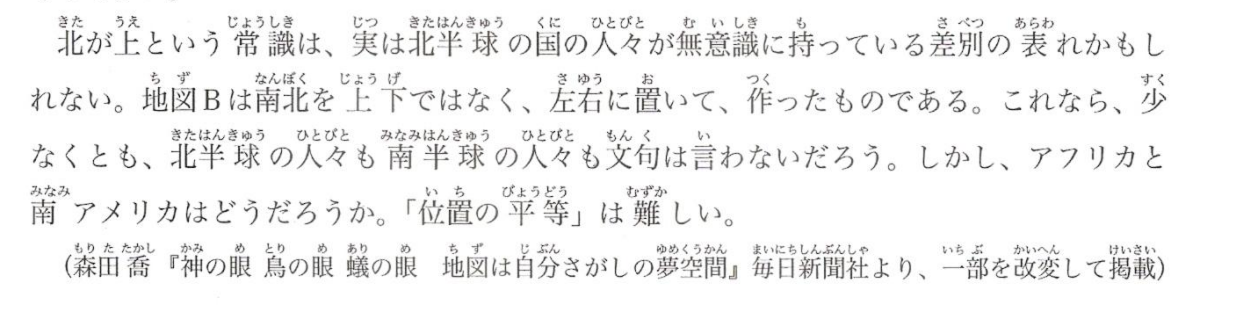 北が上という常識は、実は北半球の国の人々が無意識に持っている差別の表れかもし
れない。地図Bは南北を上下ではなく、左右に置いて、作ったものである。これなら、少
なくとも、北半球の人々も南半球の人々も文句は言わないだろう。しかし、アフリカと
南アメリカはどうだろうか。「位置の平等」は難しい。
(森田喬『神の眼 鳥の眼 蟻の眼　地図は自分さがしの夢空間』毎日新聞社より、一部を改変して掲載)